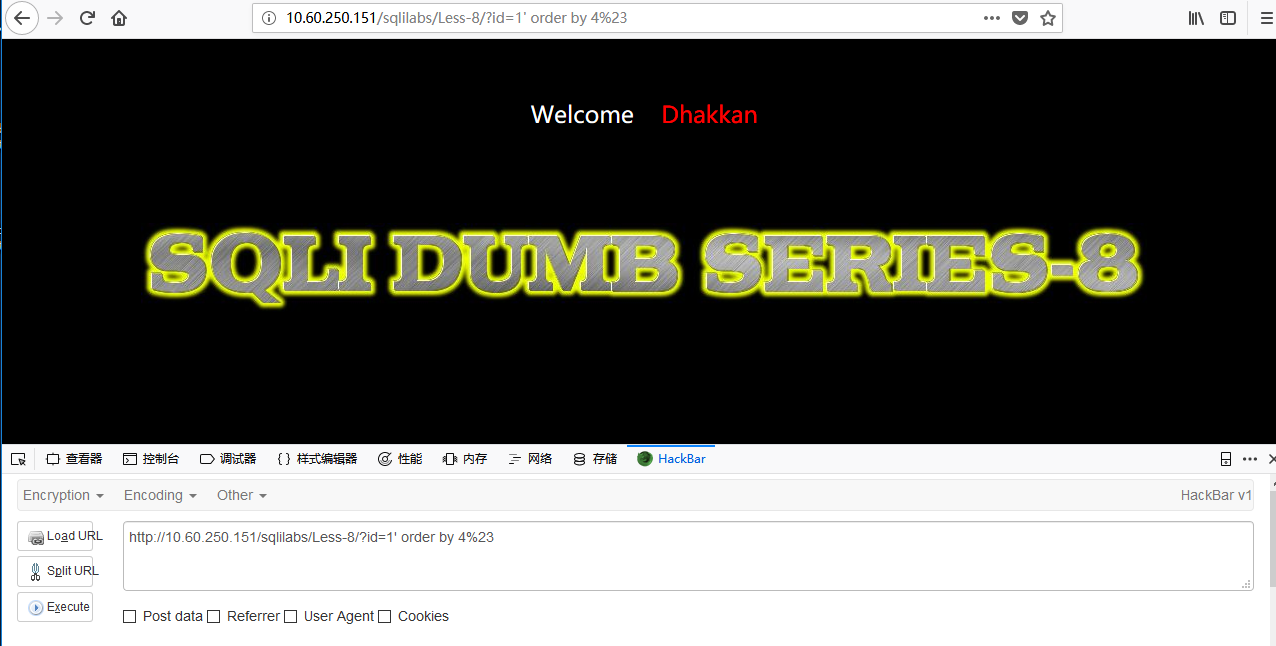 10.60.250.151/sqlilabs/Less-8/?id=1' order by 4%23
Welcome Dhakkan
SQLI DUMB SERIES-8
查看器 控制台 调试器 {} 样式编辑器 性能 内存 网络 存储 HackBar
Encryption Encoding Other HackBar v1
Load URL http://10.60.250.151/sqlilabs/Less-8/?id=1' order by 4%23
Split URL
Execute
Post data Referrer User Agent Cookies